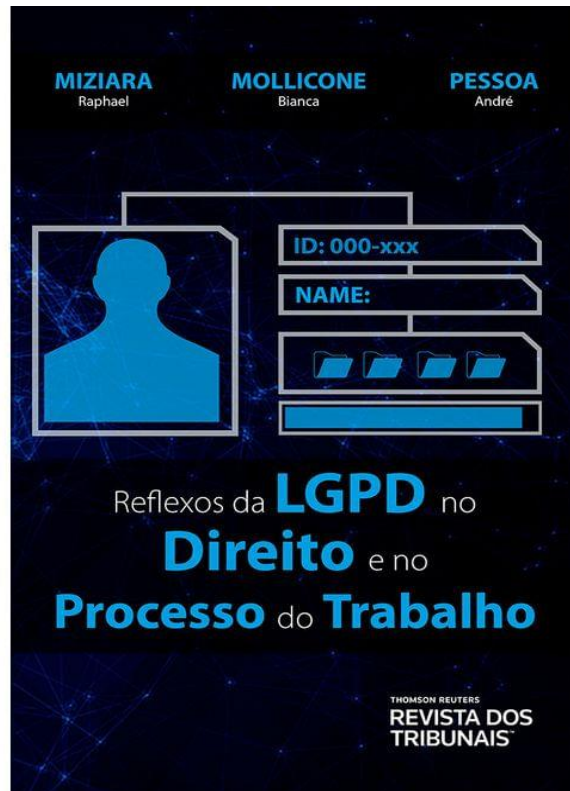 MIZIARA MOLLICONE PESSOA
Raphael Bianca André
ID: 000-xxx
NAME:
Reflexos da LGPD no
Direito e no
Processo do Trabalho
THOMSON REUTERS
REVISTA DOS
TRIBUNAIS™